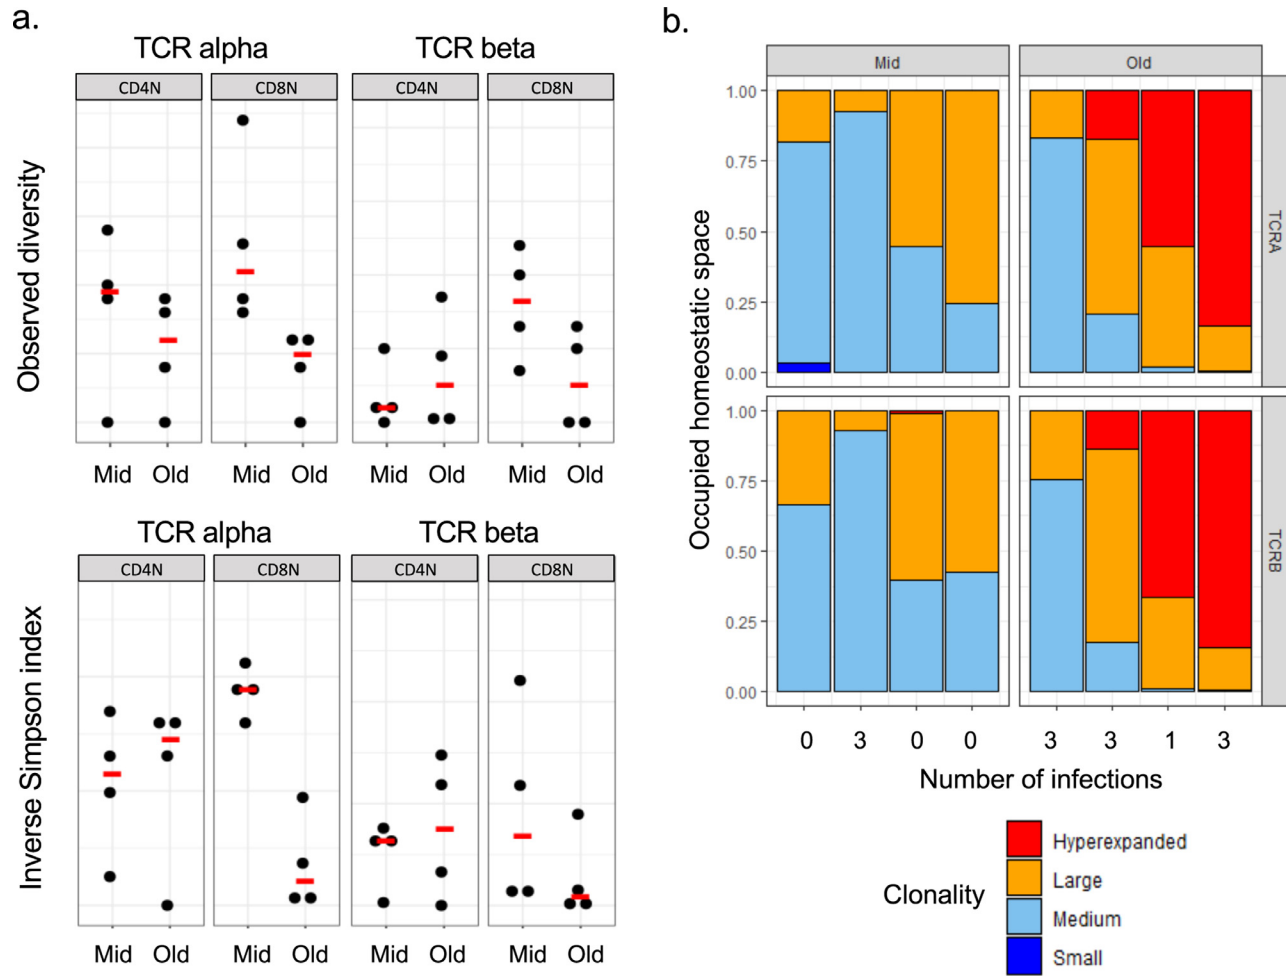 a.
TCR alpha TCR beta
CD4N CD8N CD4N CD8N
Observed diversity
Mid Old Mid Old Mid Old Mid Old
TCR alpha TCR beta
CD4N CD8N CD4N CD8N
Inverse Simpson index
Mid Old Mid Old Mid Old Mid Old
b.
Mid Old
1.00
0.75
0.50
0.25
0.00
TCRA
Occupied homeostatic space
1.00
0.75
0.50
0.25
0.00
TCRB
0 3 0 0 3 3 1 3
Number of infections
Clonality
Hyperexpanded
Large
Medium
Small